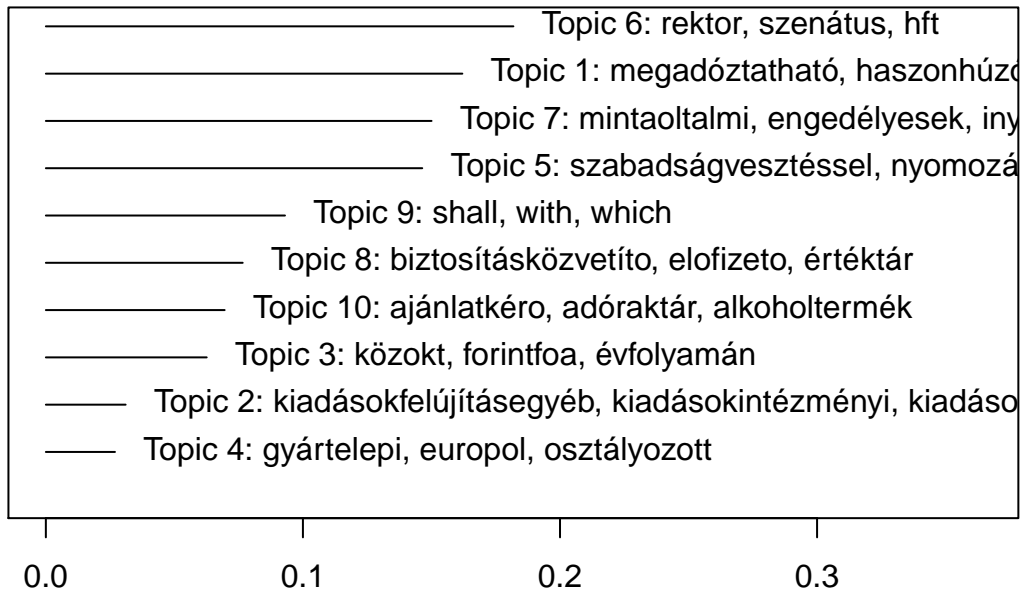 Topic 6: rektor, szenátus, hft
Topic 1: megadóztatható, haszonhúzó
Topic 7: mintaoltalmi, engedélyesek, iny
Topic 5: szabadságvesztéssel, nyomozá
Topic 9: shall, with, which
Topic 8: biztosításközvetíto, elofizeto, értéktár
Topic 10: ajánlatkéro, adóraktár, alkoholtermék
Topic 3: közokt, forintfoa, évfolyamán
Topic 2: kiadásokfelújításegyéb, kiadásokintézményi, kiadáso
Topic 4: gyártelepi, europol, osztályozott
0.0 0.1 0.2 0.3